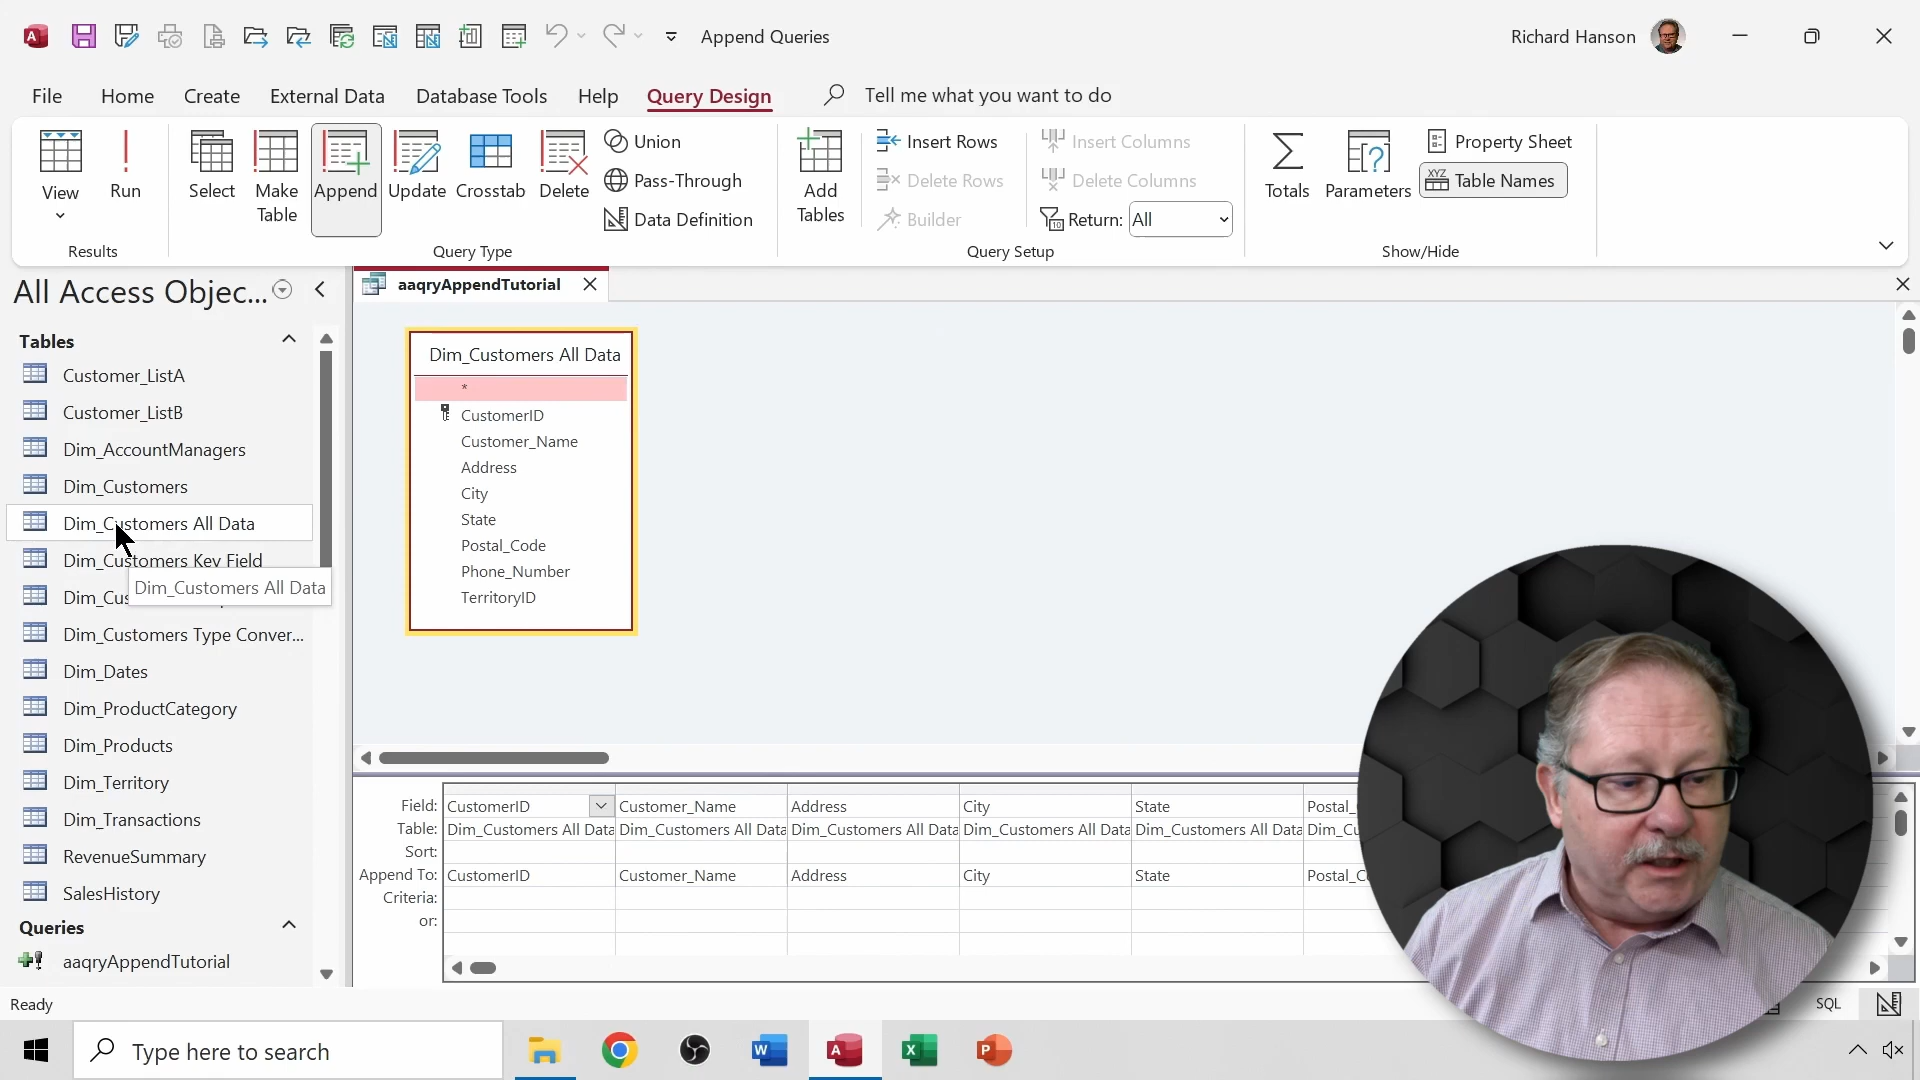 Append Queries
Richard Hanson
File Home Create External Data Database Tools Help Query Design Tell me what you want to do
View
Run
Results
Select
Make Table
Append
Update
Crosstab
Delete
Union
Pass-Through
Data Definition
Query Type
Add Tables
Insert Rows
Delete Rows
Builder
Insert Columns
Delete Columns
Return: All
Query Setup
Totals
Parameters
Property Sheet
Table Names
Show/Hide
All Access Objec...
Tables
Customer_ListA
Customer_ListB
Dim_AccountManagers
Dim_Customers
Dim_Customers All Data
Dim_Customers Key Field
Dim_Customers All Data
Dim_Customers Type Conver...
Dim_Dates
Dim_ProductCategory
Dim_Products
Dim_Territory
Dim_Transactions
RevenueSummary
SalesHistory
Queries
aaqryAppendTutorial
aaqryAppendTutorial
Dim_Customers All Data
*
CustomerID
Customer_Name
Address
City
State
Postal_Code
Phone_Number
TerritoryID
Field: CustomerID Customer_Name Address City State
Table: Dim_Customers All Data Dim_Customers All Data Dim_Customers All Data Dim_Customers All Data Dim_Customers All Data
Sort:
Append To: CustomerID Customer_Name Address City State
Criteria:
or:
Ready
SQL
Type here to search